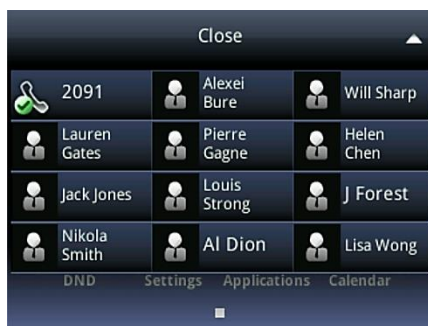 Close
2091
Alexei
Bure
Will Sharp
Lauren
Gates
Pierre
Gagne
Helen
Chen
Jack Jones
Louis
Strong
J Forest
Nikola
Smith
Al Dion
Lisa Wong
DND Settings Applications Calendar